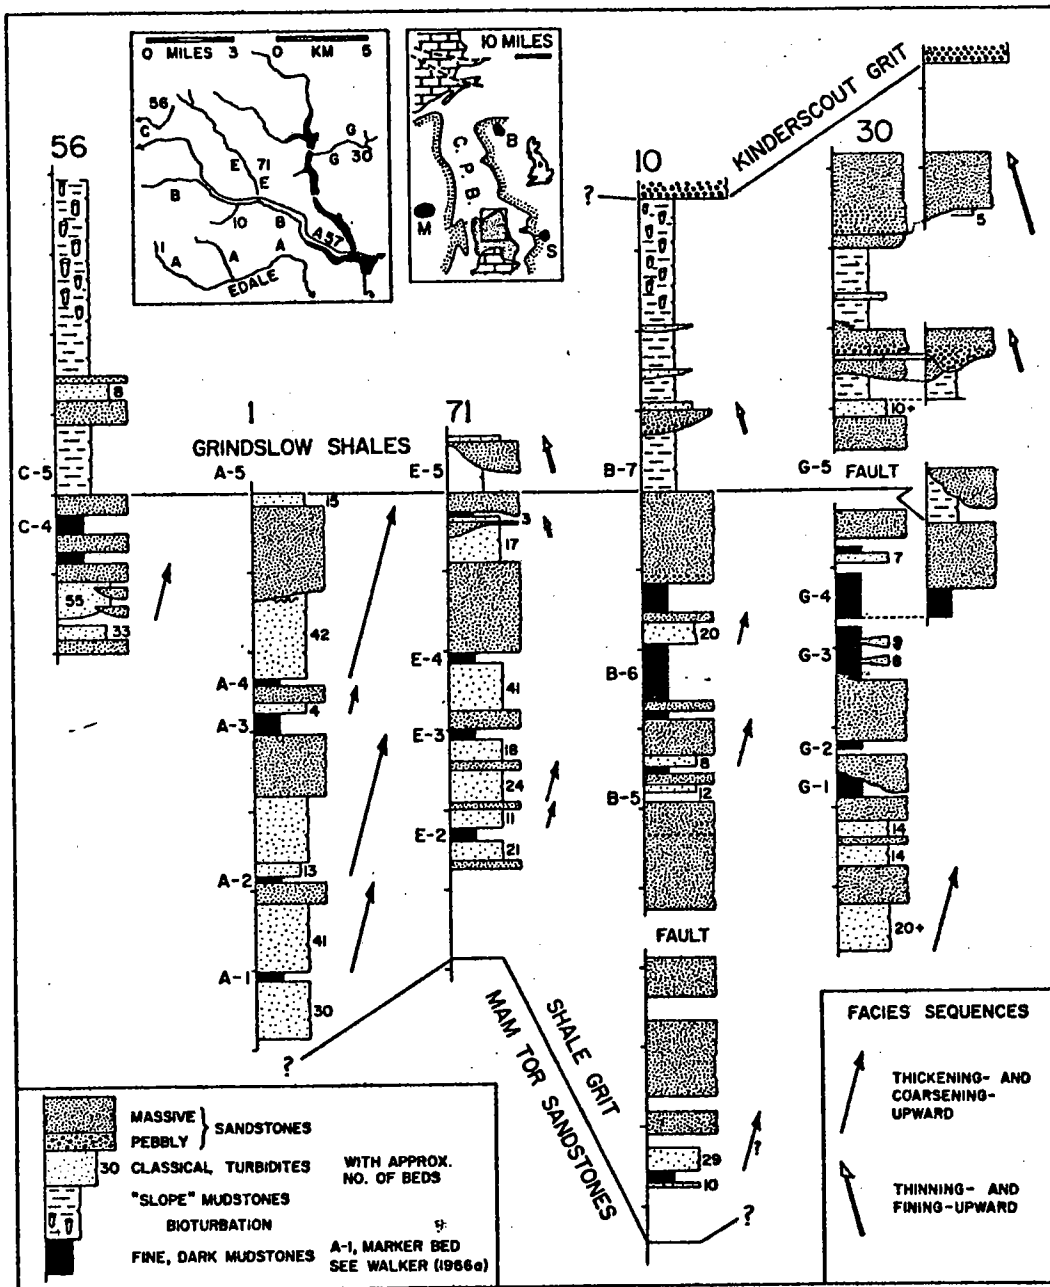 0 MILES 3 0 KM 5
56
C
E 71
E
G
G 30
B
10
B
A57
11
A
A
A
EDALE
10 MILES
C. P. B.
B
M
S
KINDERSCOUT GRIT
56
10
30
?
5
8
1
71
10+
GRINDSLOW SHALES
C-5
A-5
E-5
B-7
G-5
FAULT
15
C-4
3
17
7
55
G-4
33
42
20
9
G-3
8
E-4
B-6
A-4
41
4
A-3
E-3
G-2
18
8
G-1
24
B-5
12
11
14
E-2
13
A-2
21
14
41
20+
FAULT
A-1
30
SHALE GRIT
MAM TOR SANDSTONES
?
?
29
10
?
MASSIVE
PEBBLY } SANDSTONES
30 CLASSICAL TURBIDITES WITH APPROX. NO. OF BEDS
"SLOPE" MUDSTONES
BIOTURBATION
FINE, DARK MUDSTONES A-1, MARKER BED
SEE WALKER (1966a)
FACIES SEQUENCES
THICKENING- AND
COARSENING-
UPWARD
THINNING- AND
FINING-UPWARD